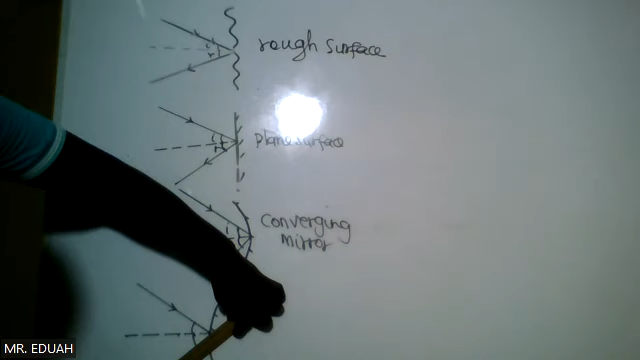 rough surface
plane surface
Converging
mirror
MR. EDUAH